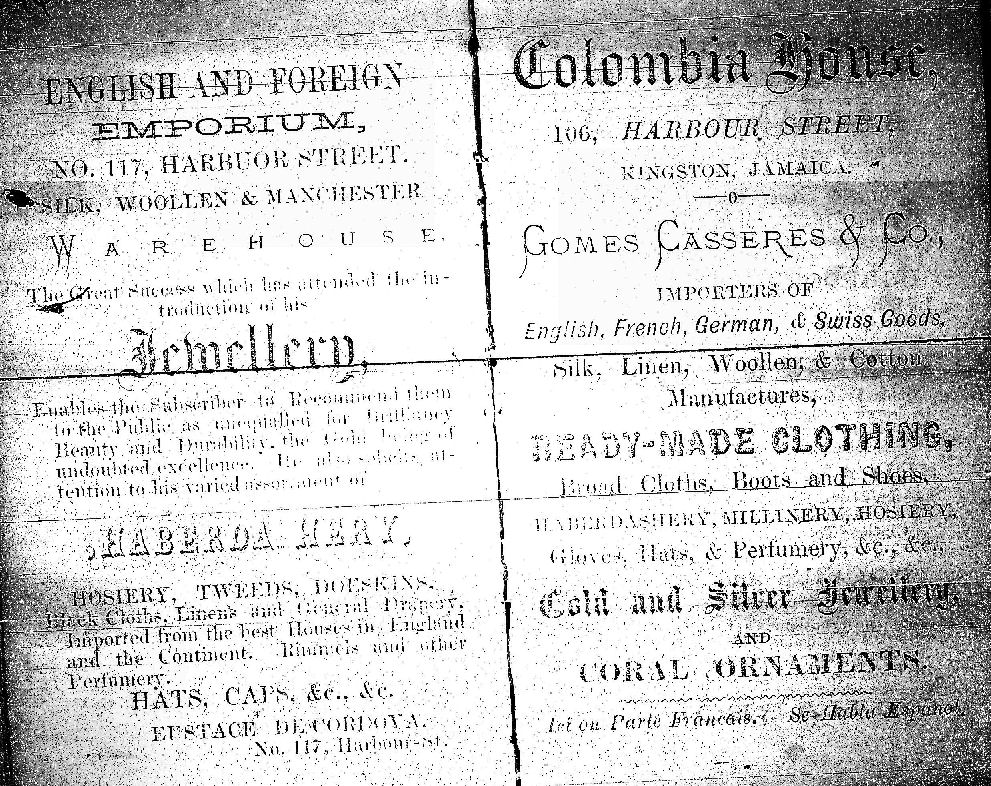 ENGLISH AND FOREIGN
EMPORIUM,
NO. 117, HARBUOR STREET.
SILK, WOOLLEN & MANCHESTER
WAREHOUSE.
The Great Success which has attended the in-
troduction of his
Jewellery,
Enables the Subscriber to Recommend them
to the Public as unequalled for Brilliancy
Beauty and Durability, the Gold being of
undoubted excellence. He also solicits at-
tention to his varied assortment of
HABERDA HERY,
HOSIERY, TWEEDS, DOESKINS,
Black Cloths, Linens and General Drapery,
Imported from the best Houses in England
and the Continent. Rimmels and other
Perfumery.
HATS, CAPS, &c., &c.
EUSTACE DECORDOVA.
No. 117, Harbour-st.
Colombia House,
106, HARBOUR STREET
KINGSTON, JAMAICA.
—0—
GOMES CASSERES & Co.,
IMPORTERS OF
English, French, German, & Swiss Goods,
Silk, Linen, Woollen, & Cotton
Manufactures,
READY-MADE CLOTHING,
Broad Cloths, Boots and Shoes,
HABERDASHERY, MILLINERY, HOSIERY,
Gloves, Hats, & Perfumery, &c., &c.,
Gold and Silver Jewellery,
AND
CORAL ORNAMENTS.
Ici on Parle Francais. Se Habla Espanol.